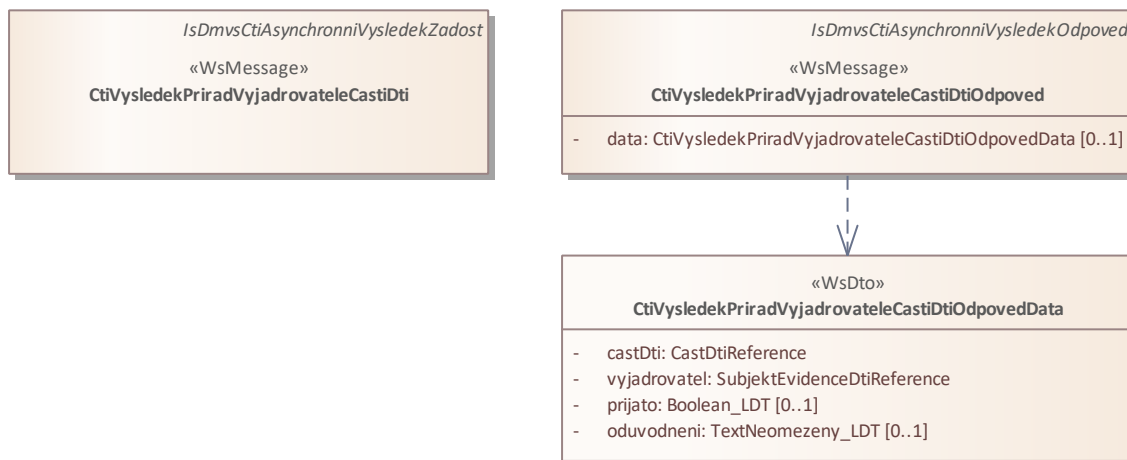 IsDmvsCtiAsynchronniVysledekZadost
«WsMessage»
CtiVysledekPriradVyjadrovateleCastiDti
IsDmvsCtiAsynchronniVysledekOdpoved
«WsMessage»
CtiVysledekPriradVyjadrovateleCastiDtiOdpoved
- data: CtiVysledekPriradVyjadrovateleCastiDtiOdpovedData [0..1]
«WsDto»
CtiVysledekPriradVyjadrovateleCastiDtiOdpovedData
- castDti: CastDtiReference
- vyjadrovatel: SubjektEvidenceDtiReference
- prijato: Boolean_LDT [0..1]
- oduvodneni: TextNeomezeny_LDT [0..1]